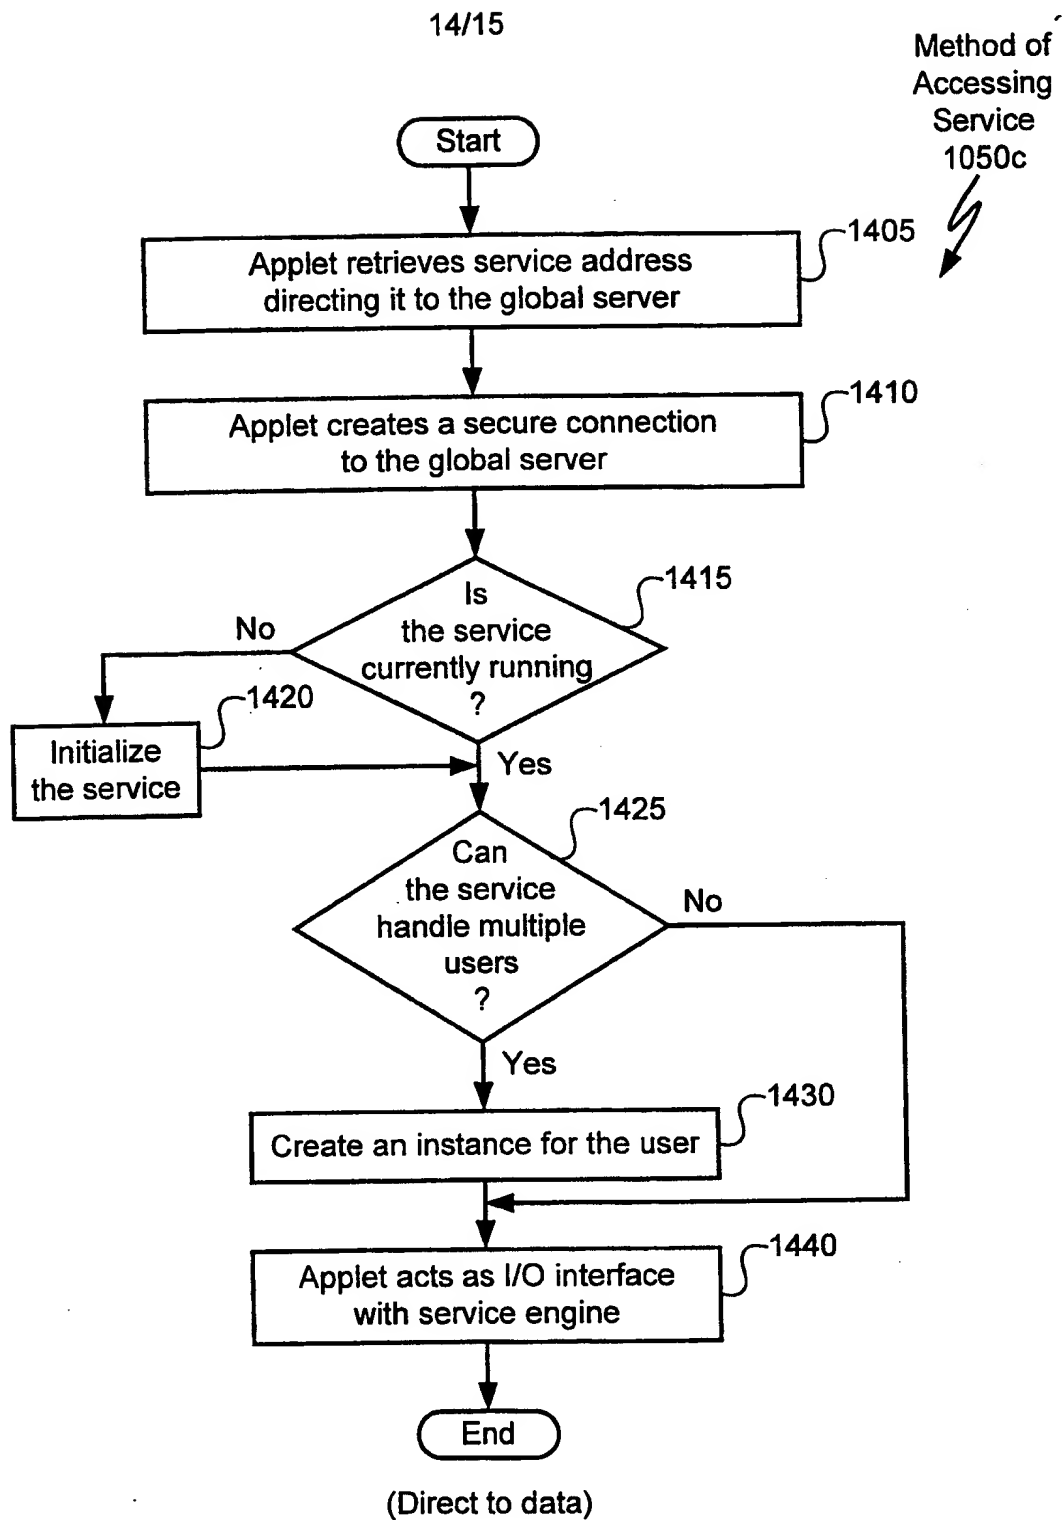 14/15
Method of
Accessing
Service
1050c
Start
1405
Applet retrieves service address
directing it to the global server
1410
Applet creates a secure connection
to the global server
1415
Is
the service
currently running
?
No
1420
Initialize
the service
Yes
1425
Can
the service
handle multiple
users
?
No
Yes
1430
Create an instance for the user
1440
Applet acts as I/O interface
with service engine
End
(Direct to data)